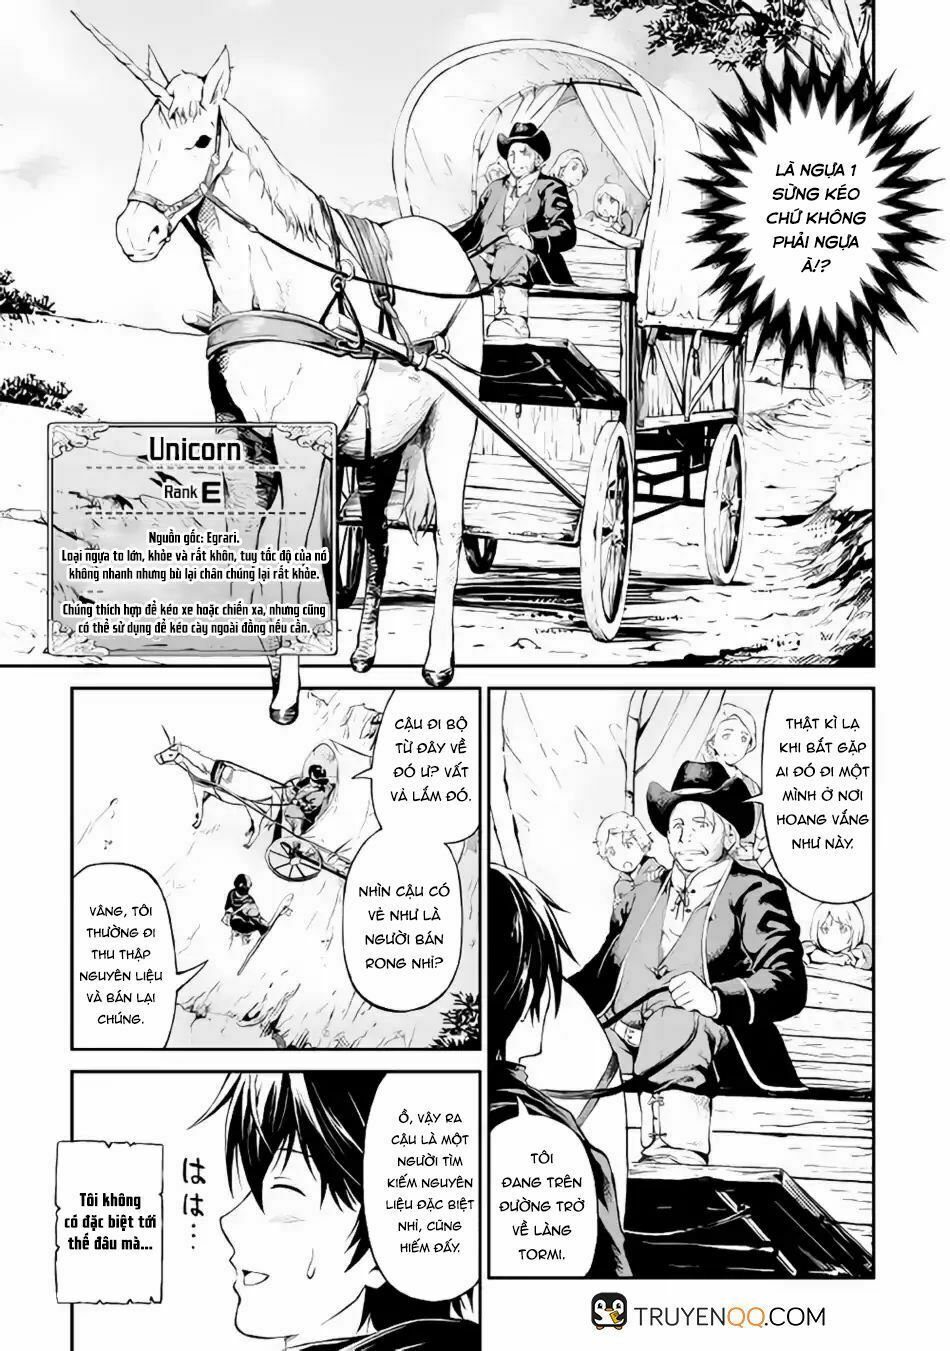 LÀ NGỰA 1
SỪNG KÉO
CHỨ KHÔNG
PHẢI NGỰA
À!?
Unicorn
Rank E
Nguồn gốc: Egrari.
Loại ngựa to lớn, khỏe và rất khôn, tuy tốc độ của nó
không nhanh nhưng bù lại chân chúng lại rất khỏe.
Chúng thích hợp để kéo xe hoặc chiến xa, nhưng cũng
có thể sử dụng để kéo cày ngoài đồng nếu cần.
THẬT KÌ LẠ
KHI BẮT GẶP
AI ĐÓ ĐI MỘT
MÌNH Ở NƠI
HOANG VẮNG
NHƯ NÀY.
TÔI
ĐANG TRÊN
ĐƯỜNG TRỞ
VỀ LÀNG
TORMI.
CẬU ĐI BỘ
TỪ ĐÂY VỀ
ĐÓ Ư? VẤT
VẢ LẮM ĐÓ.
NHÌN CẬU CÓ
VẺ NHƯ LÀ
NGƯỜI BÁN
RONG NHỈ?
VÂNG, TÔI
THƯỜNG ĐI
THU THẬP
NGUYÊN LIỆU
VÀ BÁN LẠI
CHÚNG.
Ồ, VẬY RA
CẬU LÀ MỘT
NGƯỜI TÌM
KIẾM NGUYÊN
LIỆU ĐẶC BIỆT
NHỈ, CŨNG
HIẾM ĐẤY.
はは…
Tôi không
có đặc biệt tới
thế đâu mà...
TRUYENQQ.COM